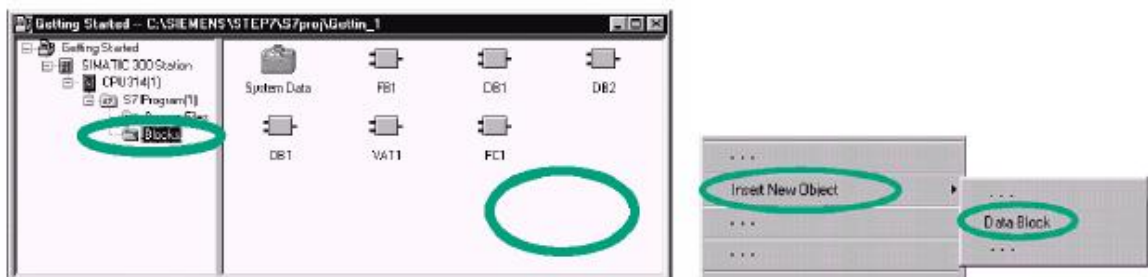 Getting Started -- C:\SIEMENS\STEP7\S7proj\Gettin_1
Getting Started
SIMATIC 300 Station
CPU314(1)
S7 Program(1)
Blocks
System Data
FB1
DB1
DB2
DB1
VAT1
FC1
...
Insert New Object
...
...
...
Data Block
...